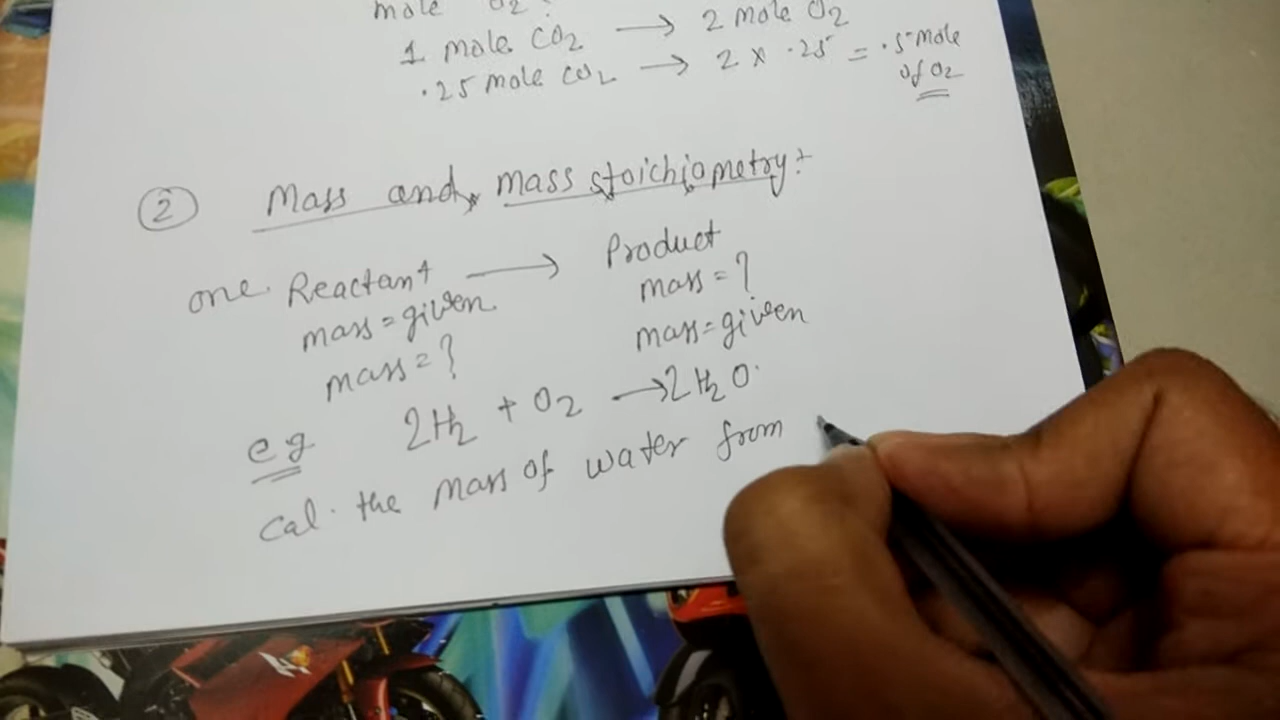 mole O2?
1 mole CO2 → 2 mole O2
.25 mole CO2 → 2 × .25 = .5 mole
of O2
2 Mass and mass stoichiometry:
one Reactant → Product
mass = given mass = ?
mass = ? mass = given
eg 2H2 + O2 → 2H2O.
Cal. the mass of water from